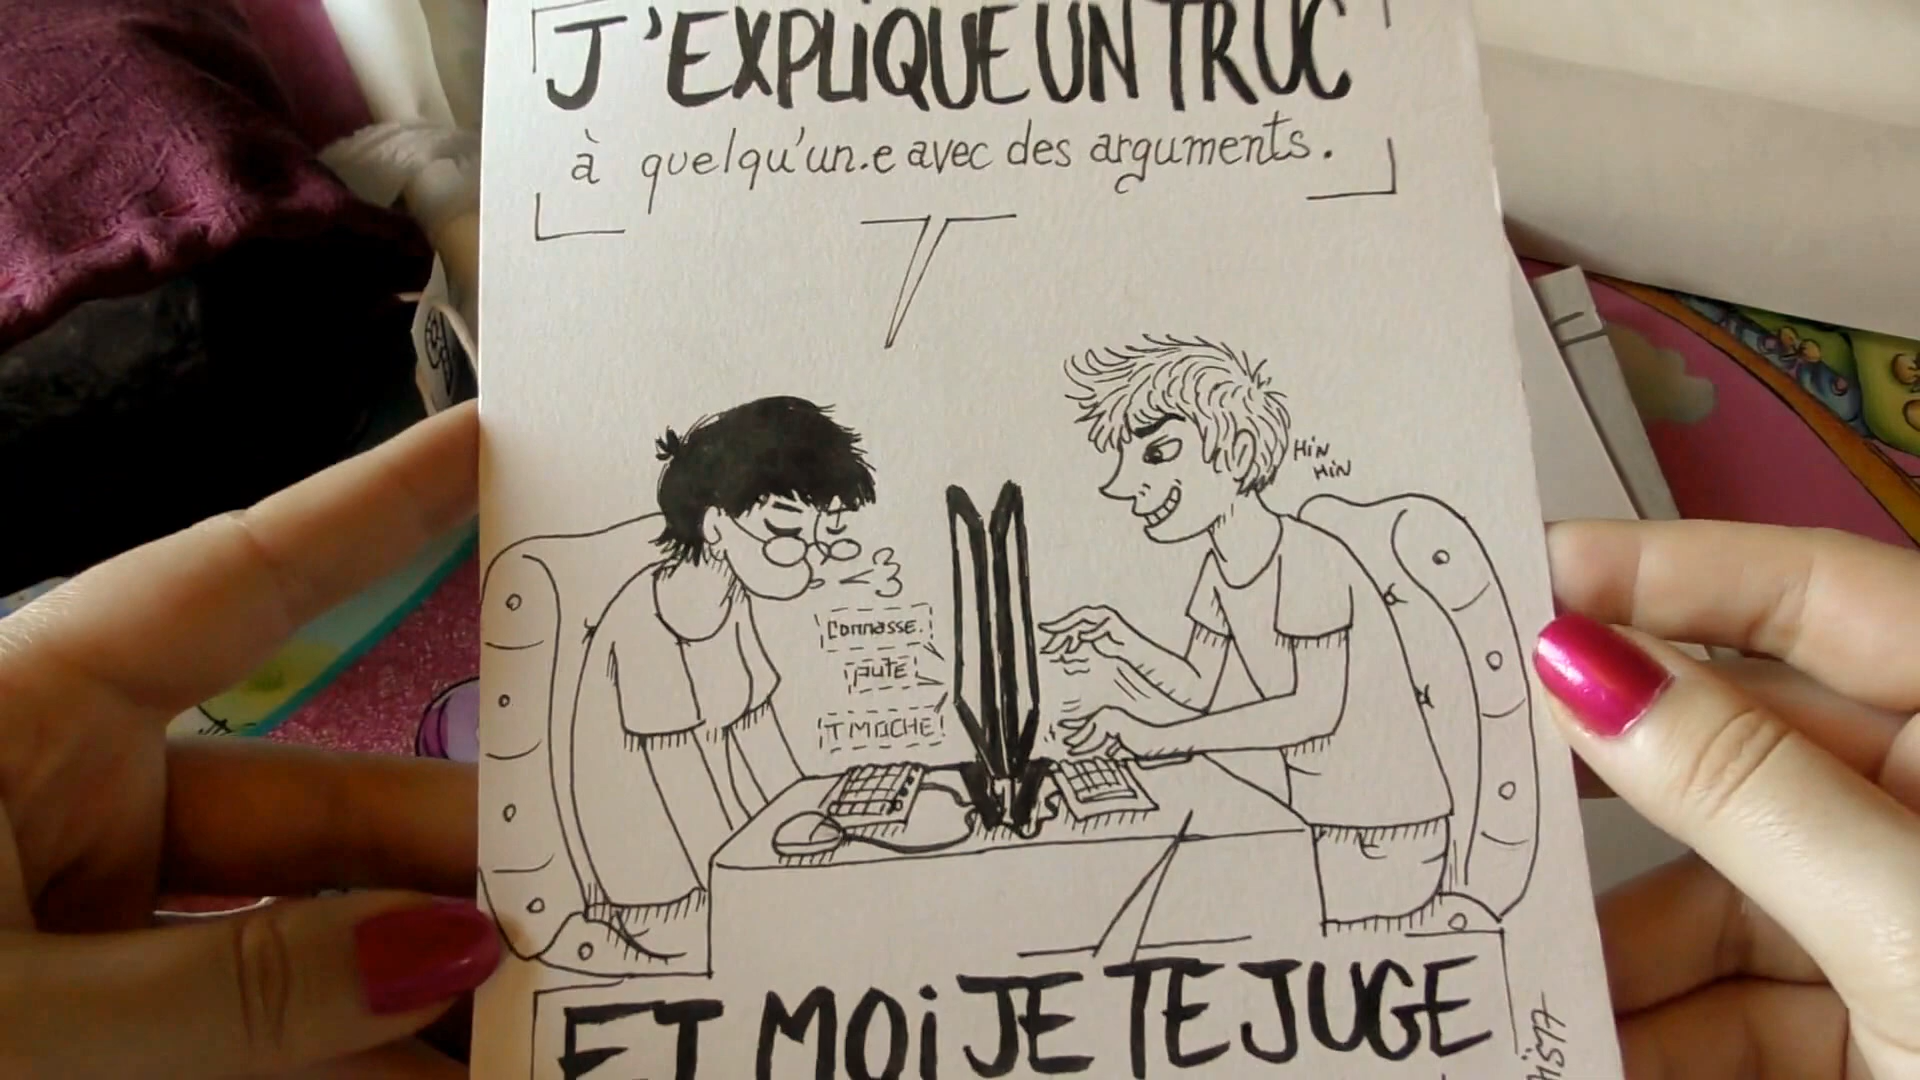 J'EXPLiQUE UN TRUC
à quelqu'un.e avec des arguments.
HiN
HiN
Connasse.
pute
T MOCHE!
ET MOi JE TE JUGE